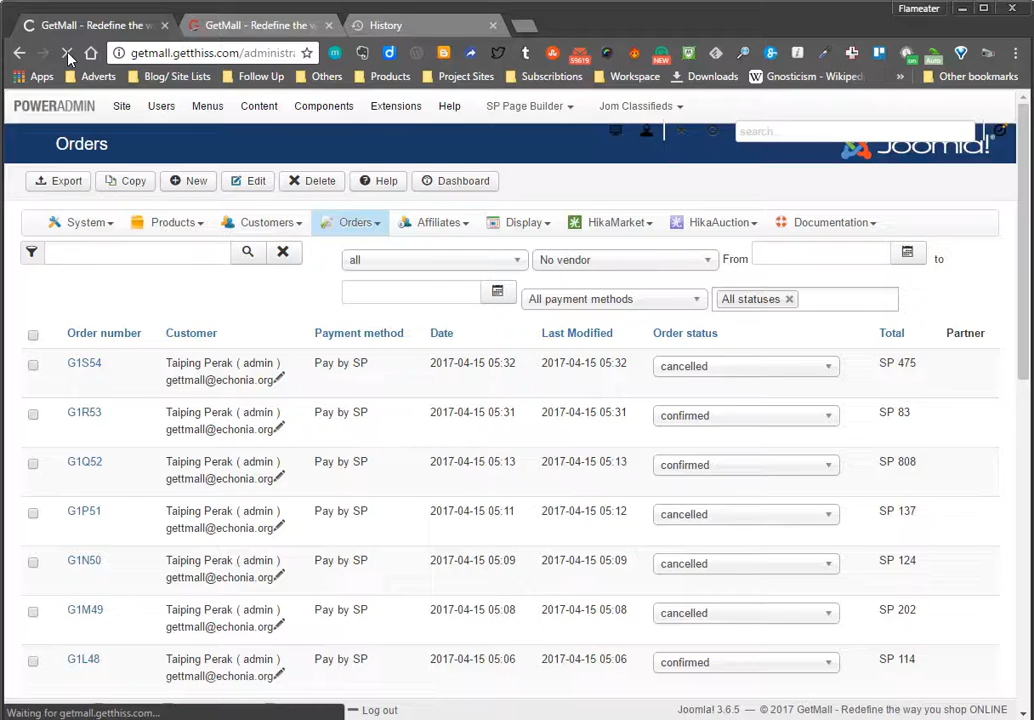 Flameater
GetMall - Redefine the w GetMall - Redefine the w History
getmall.getthiss.com/administra
59619 NEW on Auto
Apps Adverts Blog/ Site Lists Follow Up Others Products Project Sites Subscriptions Workspace Downloads Gnosticism - Wikiped » Other bookmarks
POWERADMIN Site Users Menus Content Components Extensions Help SP Page Builder Jom Classifieds
search...
Orders Joomla!
Export Copy New Edit Delete Help Dashboard
System Products Customers Orders Affiliates Display HikaMarket HikaAuction Documentation
all No vendor From to
All payment methods All statuses
Order number Customer Payment method Date Last Modified Order status Total Partner
G1S54 Taiping Perak ( admin ) Pay by SP 2017-04-15 05:32 2017-04-15 05:32 cancelled SP 475
gettmall@echonia.org
G1R53 Taiping Perak ( admin ) Pay by SP 2017-04-15 05:31 2017-04-15 05:31 confirmed SP 83
gettmall@echonia.org
G1Q52 Taiping Perak ( admin ) Pay by SP 2017-04-15 05:13 2017-04-15 05:13 confirmed SP 808
gettmall@echonia.org
G1P51 Taiping Perak ( admin ) Pay by SP 2017-04-15 05:11 2017-04-15 05:12 cancelled SP 137
gettmall@echonia.org
G1N50 Taiping Perak ( admin ) Pay by SP 2017-04-15 05:09 2017-04-15 05:09 cancelled SP 124
gettmall@echonia.org
G1M49 Taiping Perak ( admin ) Pay by SP 2017-04-15 05:08 2017-04-15 05:08 cancelled SP 202
gettmall@echonia.org
G1L48 Taiping Perak ( admin ) Pay by SP 2017-04-15 05:06 2017-04-15 05:06 confirmed SP 114
gettmall@echonia.org
Waiting for getmall.getthiss.com... Log out Joomla! 3.6.5 — © 2017 GetMall - Redefine the way you shop ONLINE